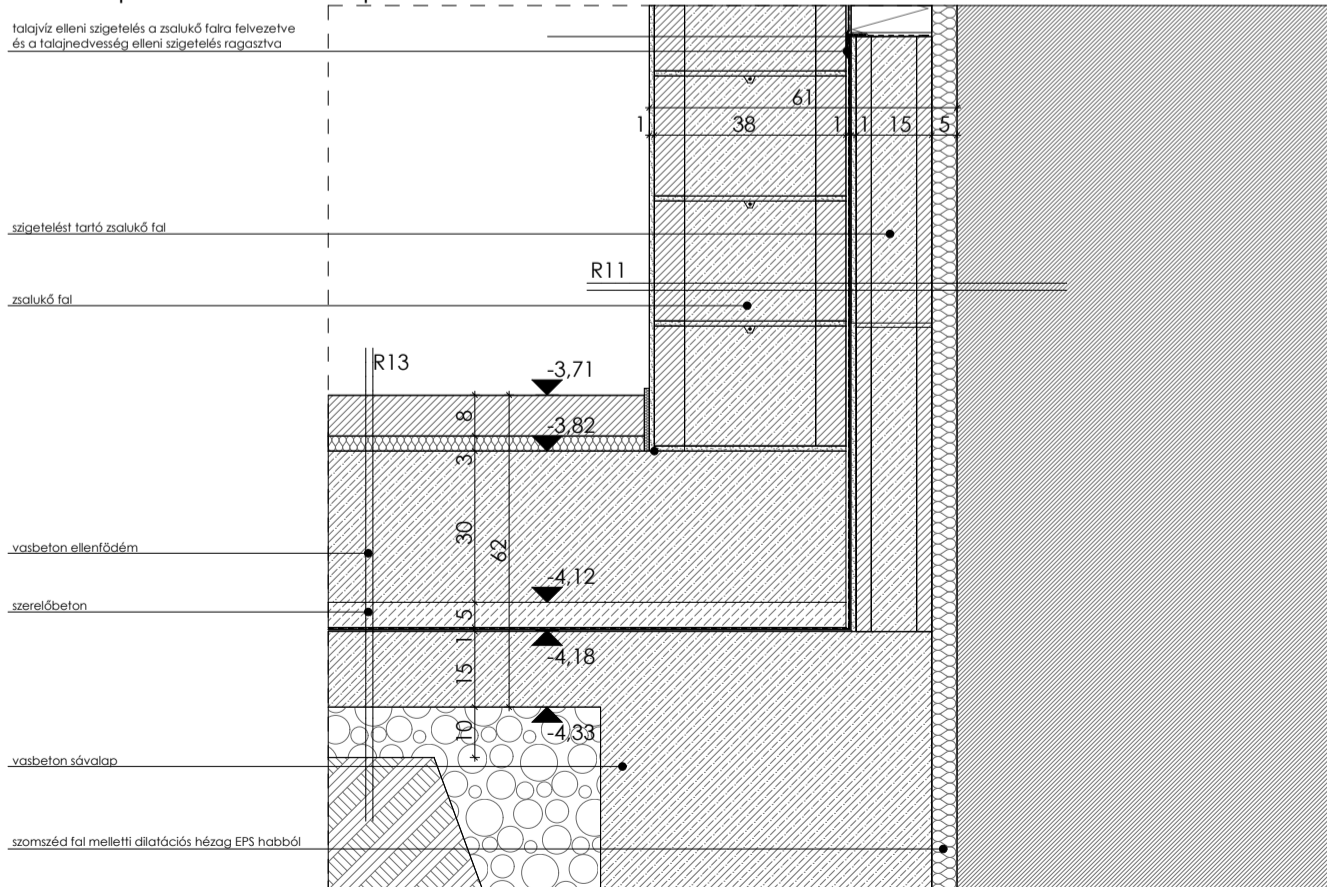 talajvíz elleni szigetelés a zsalukő falra felvezetve
és a talajnedvesség elleni szigetelés ragasztva
61
1 38 1 1 15 5
szigetelést tartó zsalukő fal
R11
zsalukő fal
R13
-3,71
8
-3,82
3
30
62
vasbeton ellenfödém
-4,12
szerelőbeton
5
1
-4,18
15
10
-4,33
vasbeton sávalap
szomszéd fal melletti dilatációs hézag EPS habból